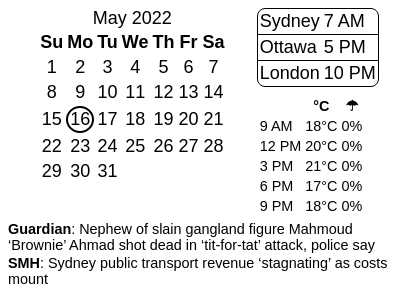 May 2022
Su Mo Tu We Th Fr Sa
1 2 3 4 5 6 7
8 9 10 11 12 13 14
15 16 17 18 19 20 21
22 23 24 25 26 27 28
29 30 31
Sydney 7 AM
Ottawa 5 PM
London 10 PM
°C ☂
9 AM 18°C 0%
12 PM 20°C 0%
3 PM 21°C 0%
6 PM 17°C 0%
9 PM 18°C 0%
Guardian: Nephew of slain gangland figure Mahmoud
‘Brownie’ Ahmad shot dead in ‘tit-for-tat’ attack, police say
SMH: Sydney public transport revenue ‘stagnating’ as costs
mount